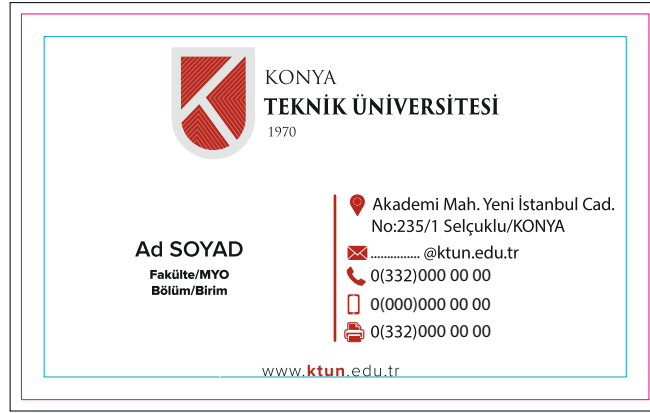 KONYA
TEKNİK ÜNİVERSİTESİ
1970
Ad SOYAD
Fakülte/MYO
Bölüm/Birim
Akademi Mah. Yeni İstanbul Cad.
No:235/1 Selçuklu/KONYA
............... @ktun.edu.tr
0(332)000 00 00
0(000)000 00 00
0(332)000 00 00
www.ktun.edu.tr